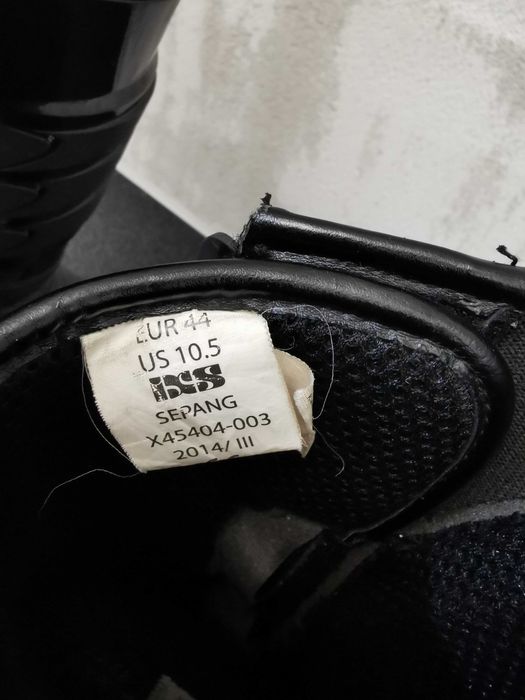 EUR 44
US 10.5
iXS
SEPANG
X45404-003
2014/ III